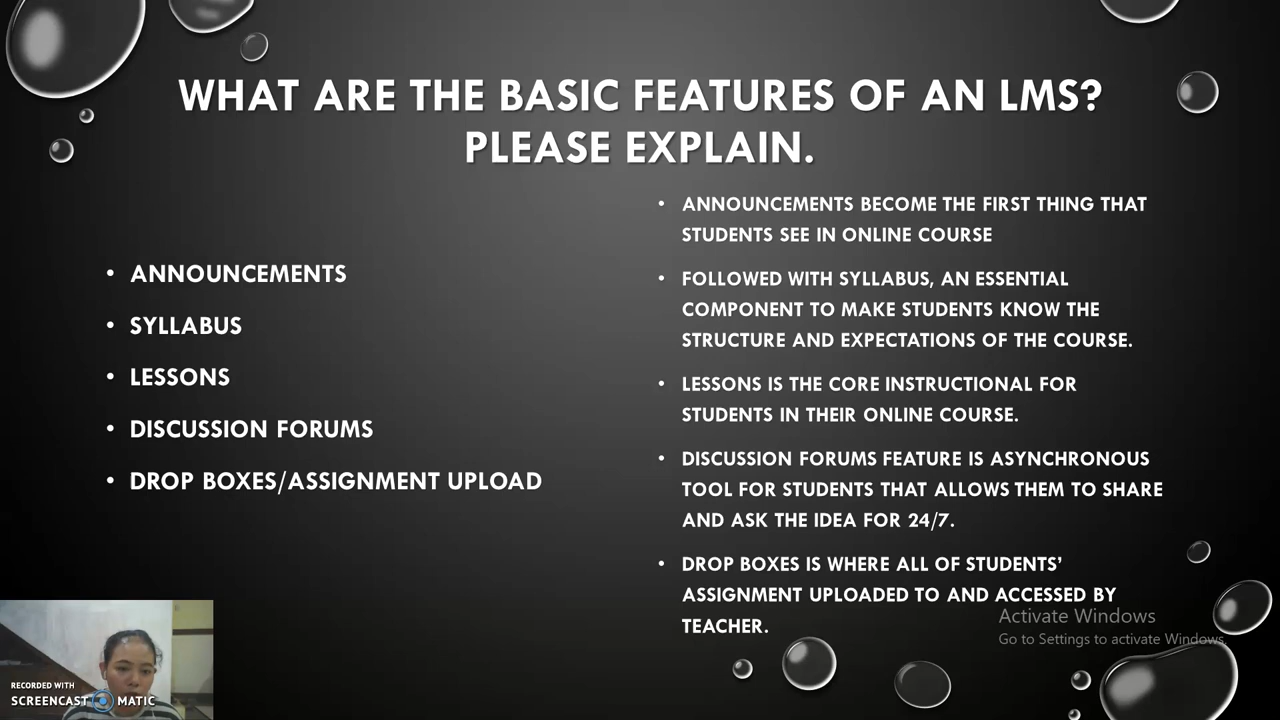 WHAT ARE THE BASIC FEATURES OF AN LMS?
PLEASE EXPLAIN.
• ANNOUNCEMENTS
• SYLLABUS
• LESSONS
• DISCUSSION FORUMS
• DROP BOXES/ASSIGNMENT UPLOAD
• ANNOUNCEMENTS BECOME THE FIRST THING THAT
STUDENTS SEE IN ONLINE COURSE
• FOLLOWED WITH SYLLABUS, AN ESSENTIAL
COMPONENT TO MAKE STUDENTS KNOW THE
STRUCTURE AND EXPECTATIONS OF THE COURSE.
• LESSONS IS THE CORE INSTRUCTIONAL FOR
STUDENTS IN THEIR ONLINE COURSE.
• DISCUSSION FORUMS FEATURE IS ASYNCHRONOUS
TOOL FOR STUDENTS THAT ALLOWS THEM TO SHARE
AND ASK THE IDEA FOR 24/7.
• DROP BOXES IS WHERE ALL OF STUDENTS’
ASSIGNMENT UPLOADED TO AND ACCESSED BY
TEACHER.
Activate Windows
Go to Settings to activate Windows.
RECORDED WITH
SCREENCAST MATIC